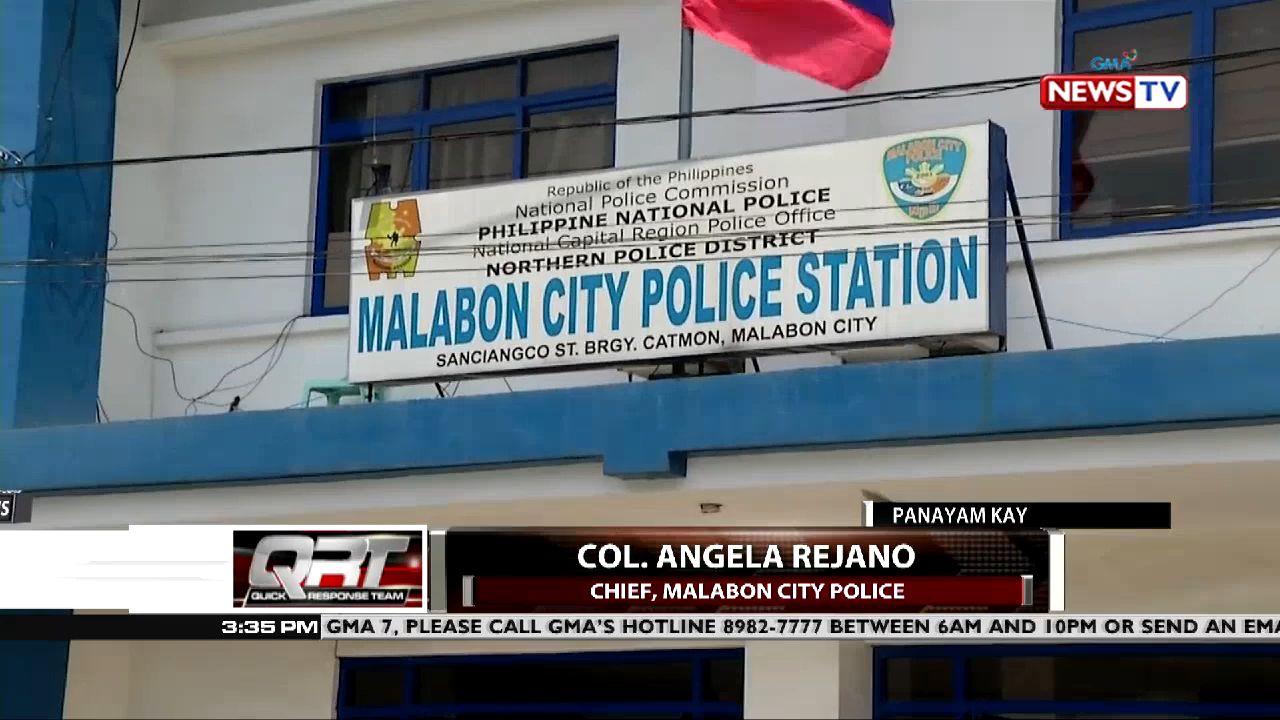 GMA
NEWS TV
MALABON CITY
POLICE
Republic of the Philippines
National Police Commission
PHILIPPINE NATIONAL POLICE
National Capital Region Police Office
NORTHERN POLICE DISTRICT
MALABON CITY POLICE STATION
SANCIANGCO ST. BRGY. CATMON, MALABON CITY
S
PANAYAM KAY
QRT
QUICK RESPONSE TEAM
COL. ANGELA REJANO
CHIEF, MALABON CITY POLICE
3:35 PM GMA 7, PLEASE CALL GMA'S HOTLINE 8982-7777 BETWEEN 6AM AND 10PM OR SEND AN EMA